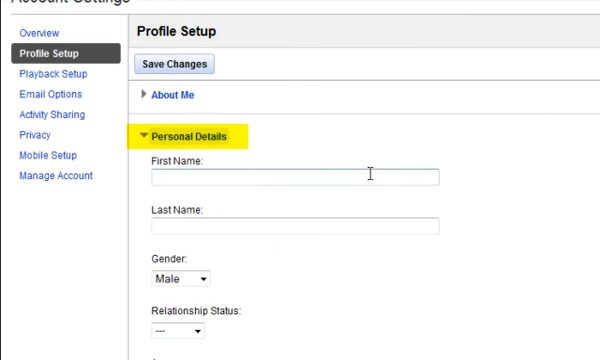 Account Settings
Overview
Profile Setup
Playback Setup
Email Options
Activity Sharing
Privacy
Mobile Setup
Manage Account
Profile Setup
Save Changes
About Me
Personal Details
First Name:
Last Name:
Gender:
Male
Relationship Status:
---